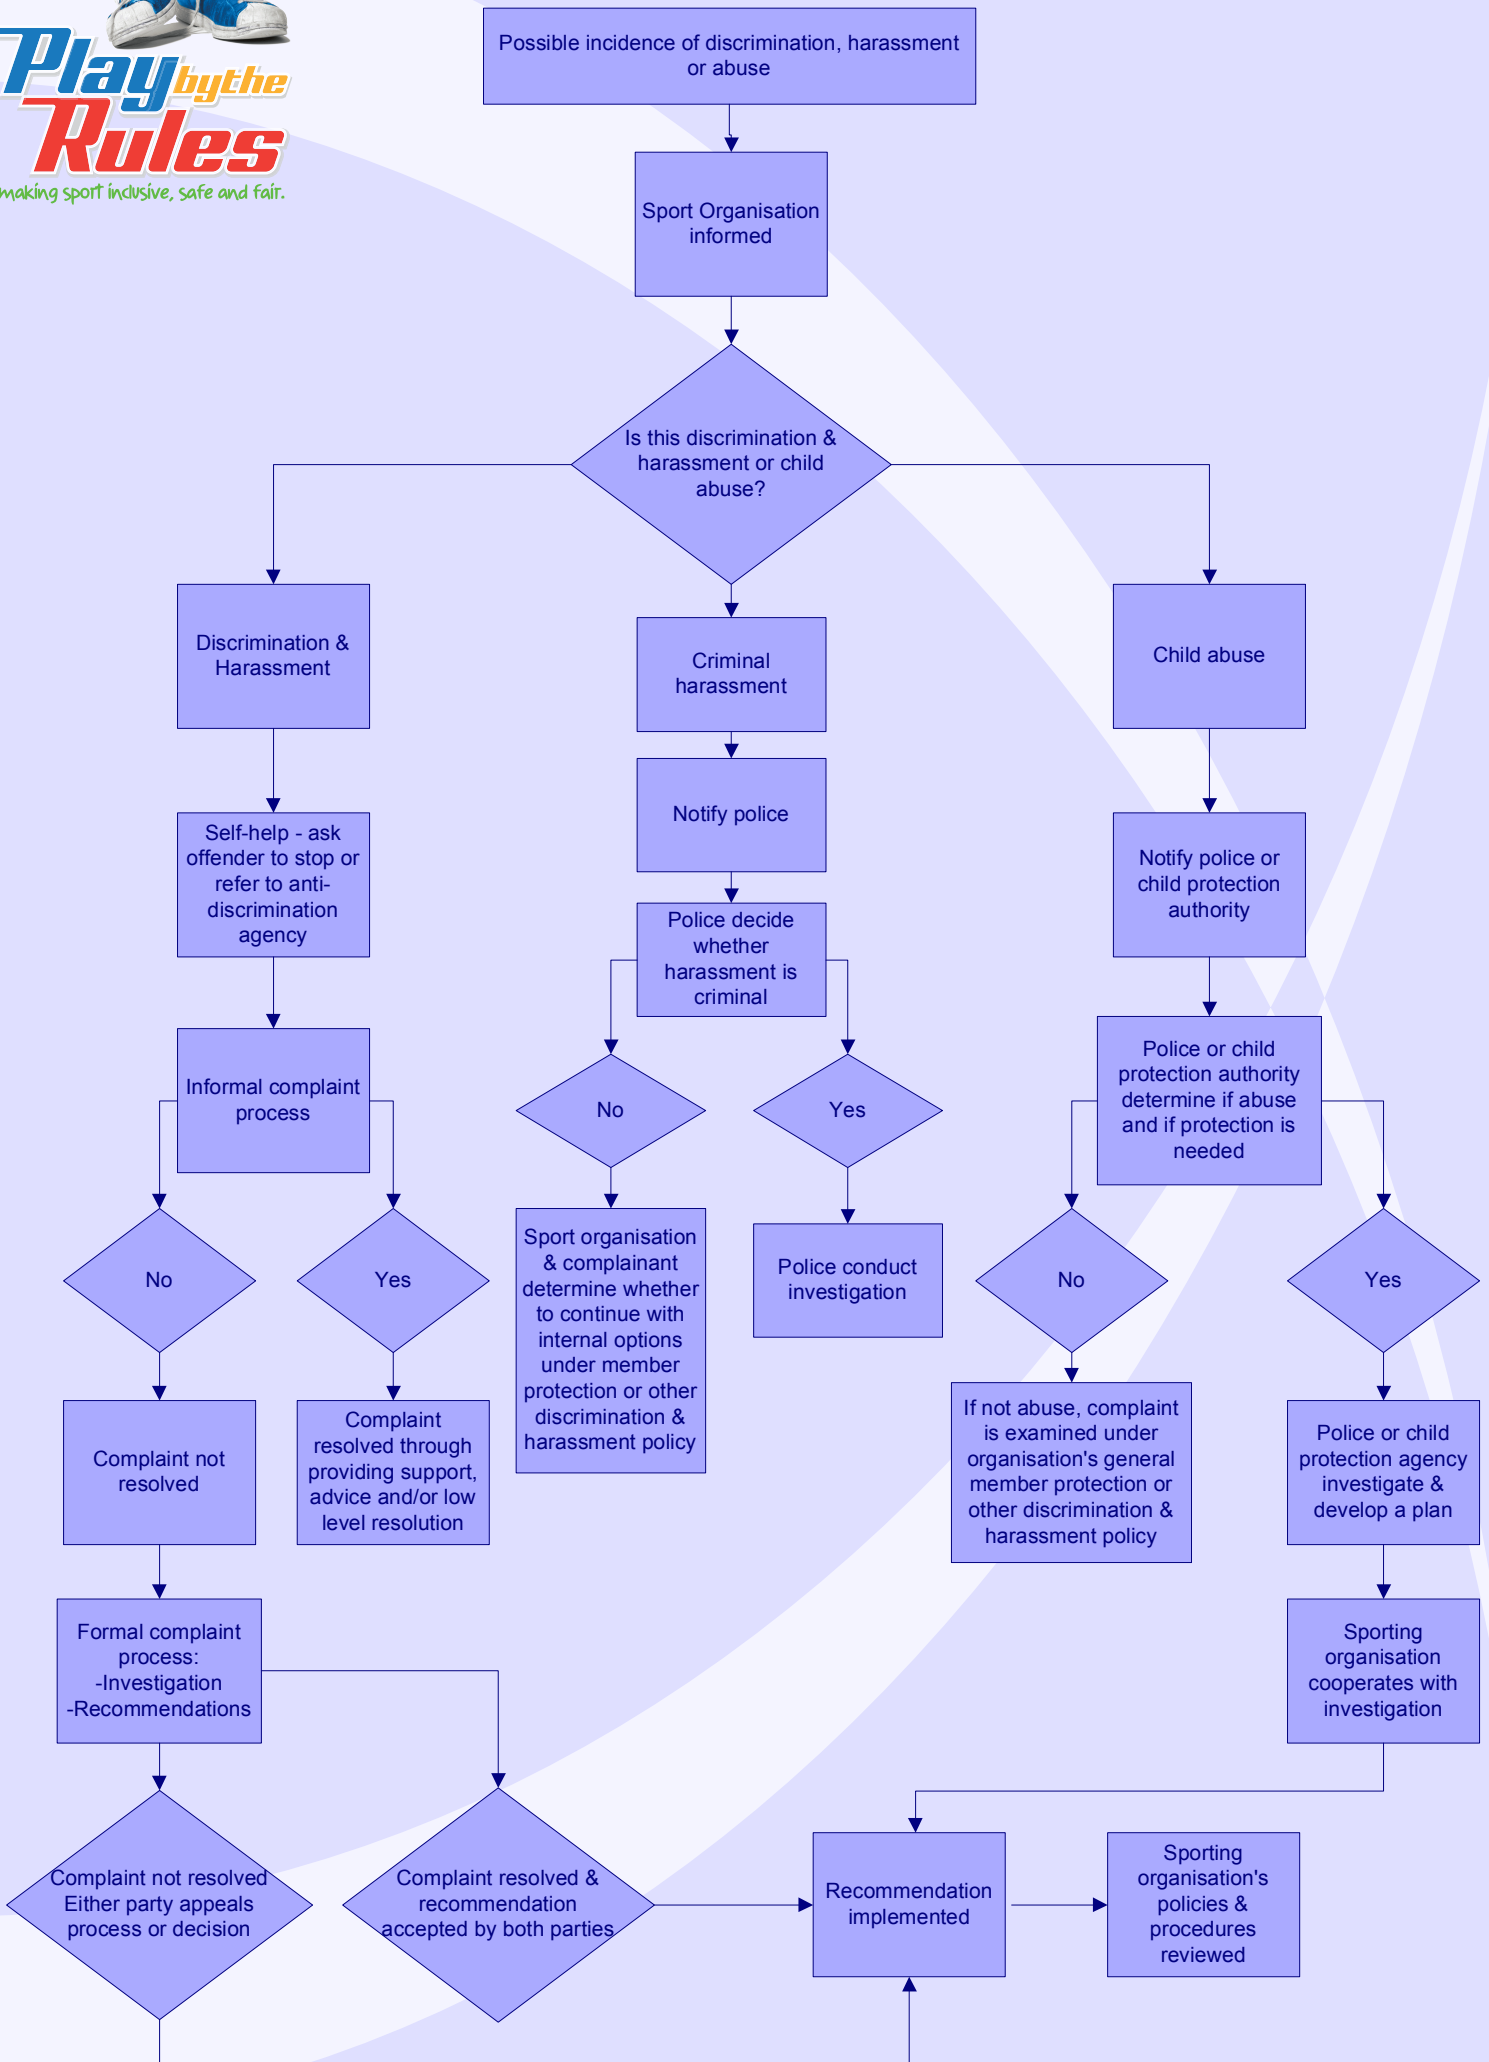 Play by the
Rules
making sport inclusive, safe and fair.
Possible incidence of discrimination, harassment
or abuse
Sport Organisation
informed
Is this discrimination &
harassment or child
abuse?
Discrimination &
Harassment
Criminal
harassment
Child abuse
Self-help - ask
offender to stop or
refer to anti-
discrimination
agency
Notify police
Notify police or
child protection
authority
Police decide
whether
harassment is
criminal
Informal complaint
process
Police or child
protection authority
determine if abuse
and if protection is
needed
No
Yes
No
Yes
No
Yes
Sport organisation
& complainant
determine whether
to continue with
internal options
under member
protection or other
discrimination &
harassment policy
Police conduct
investigation
Complaint not
resolved
Complaint
resolved through
providing support,
advice and/or low
level resolution
If not abuse, complaint
is examined under
organisation's general
member protection or
other discrimination &
harassment policy
Police or child
protection agency
investigate &
develop a plan
Formal complaint
process:
-Investigation
-Recommendations
Sporting
organisation
cooperates with
investigation
Complaint not resolved
Either party appeals
process or decision
Complaint resolved &
recommendation
accepted by both parties
Recommendation
implemented
Sporting
organisation's
policies &
procedures
reviewed